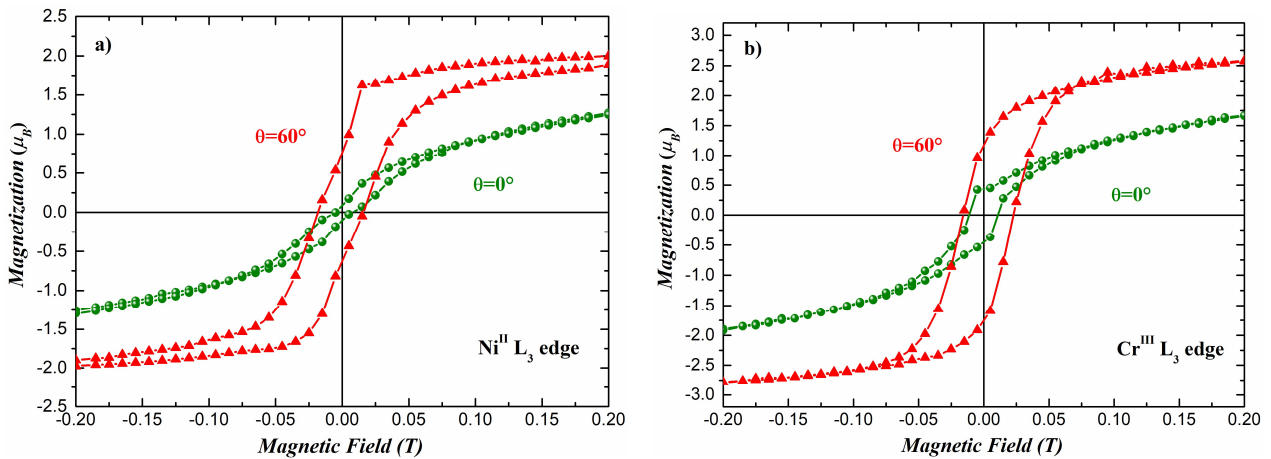 a)
2.5
2.0
1.5
1.0
0.5
0.0
-0.5
-1.0
-1.5
-2.0
-2.5
Magnetization (μB)
θ=60°
θ=0°
NiII L3 edge
-0.20 -0.15 -0.10 -0.05 0.00 0.05 0.10 0.15 0.20
Magnetic Field (T)
b)
3.0
2.5
2.0
1.5
1.0
0.5
0.0
-0.5
-1.0
-1.5
-2.0
-2.5
-3.0
Magnetization (μB)
θ=60°
θ=0°
CrIII L3 edge
-0.20 -0.15 -0.10 -0.05 0.00 0.05 0.10 0.15 0.20
Magnetic Field (T)